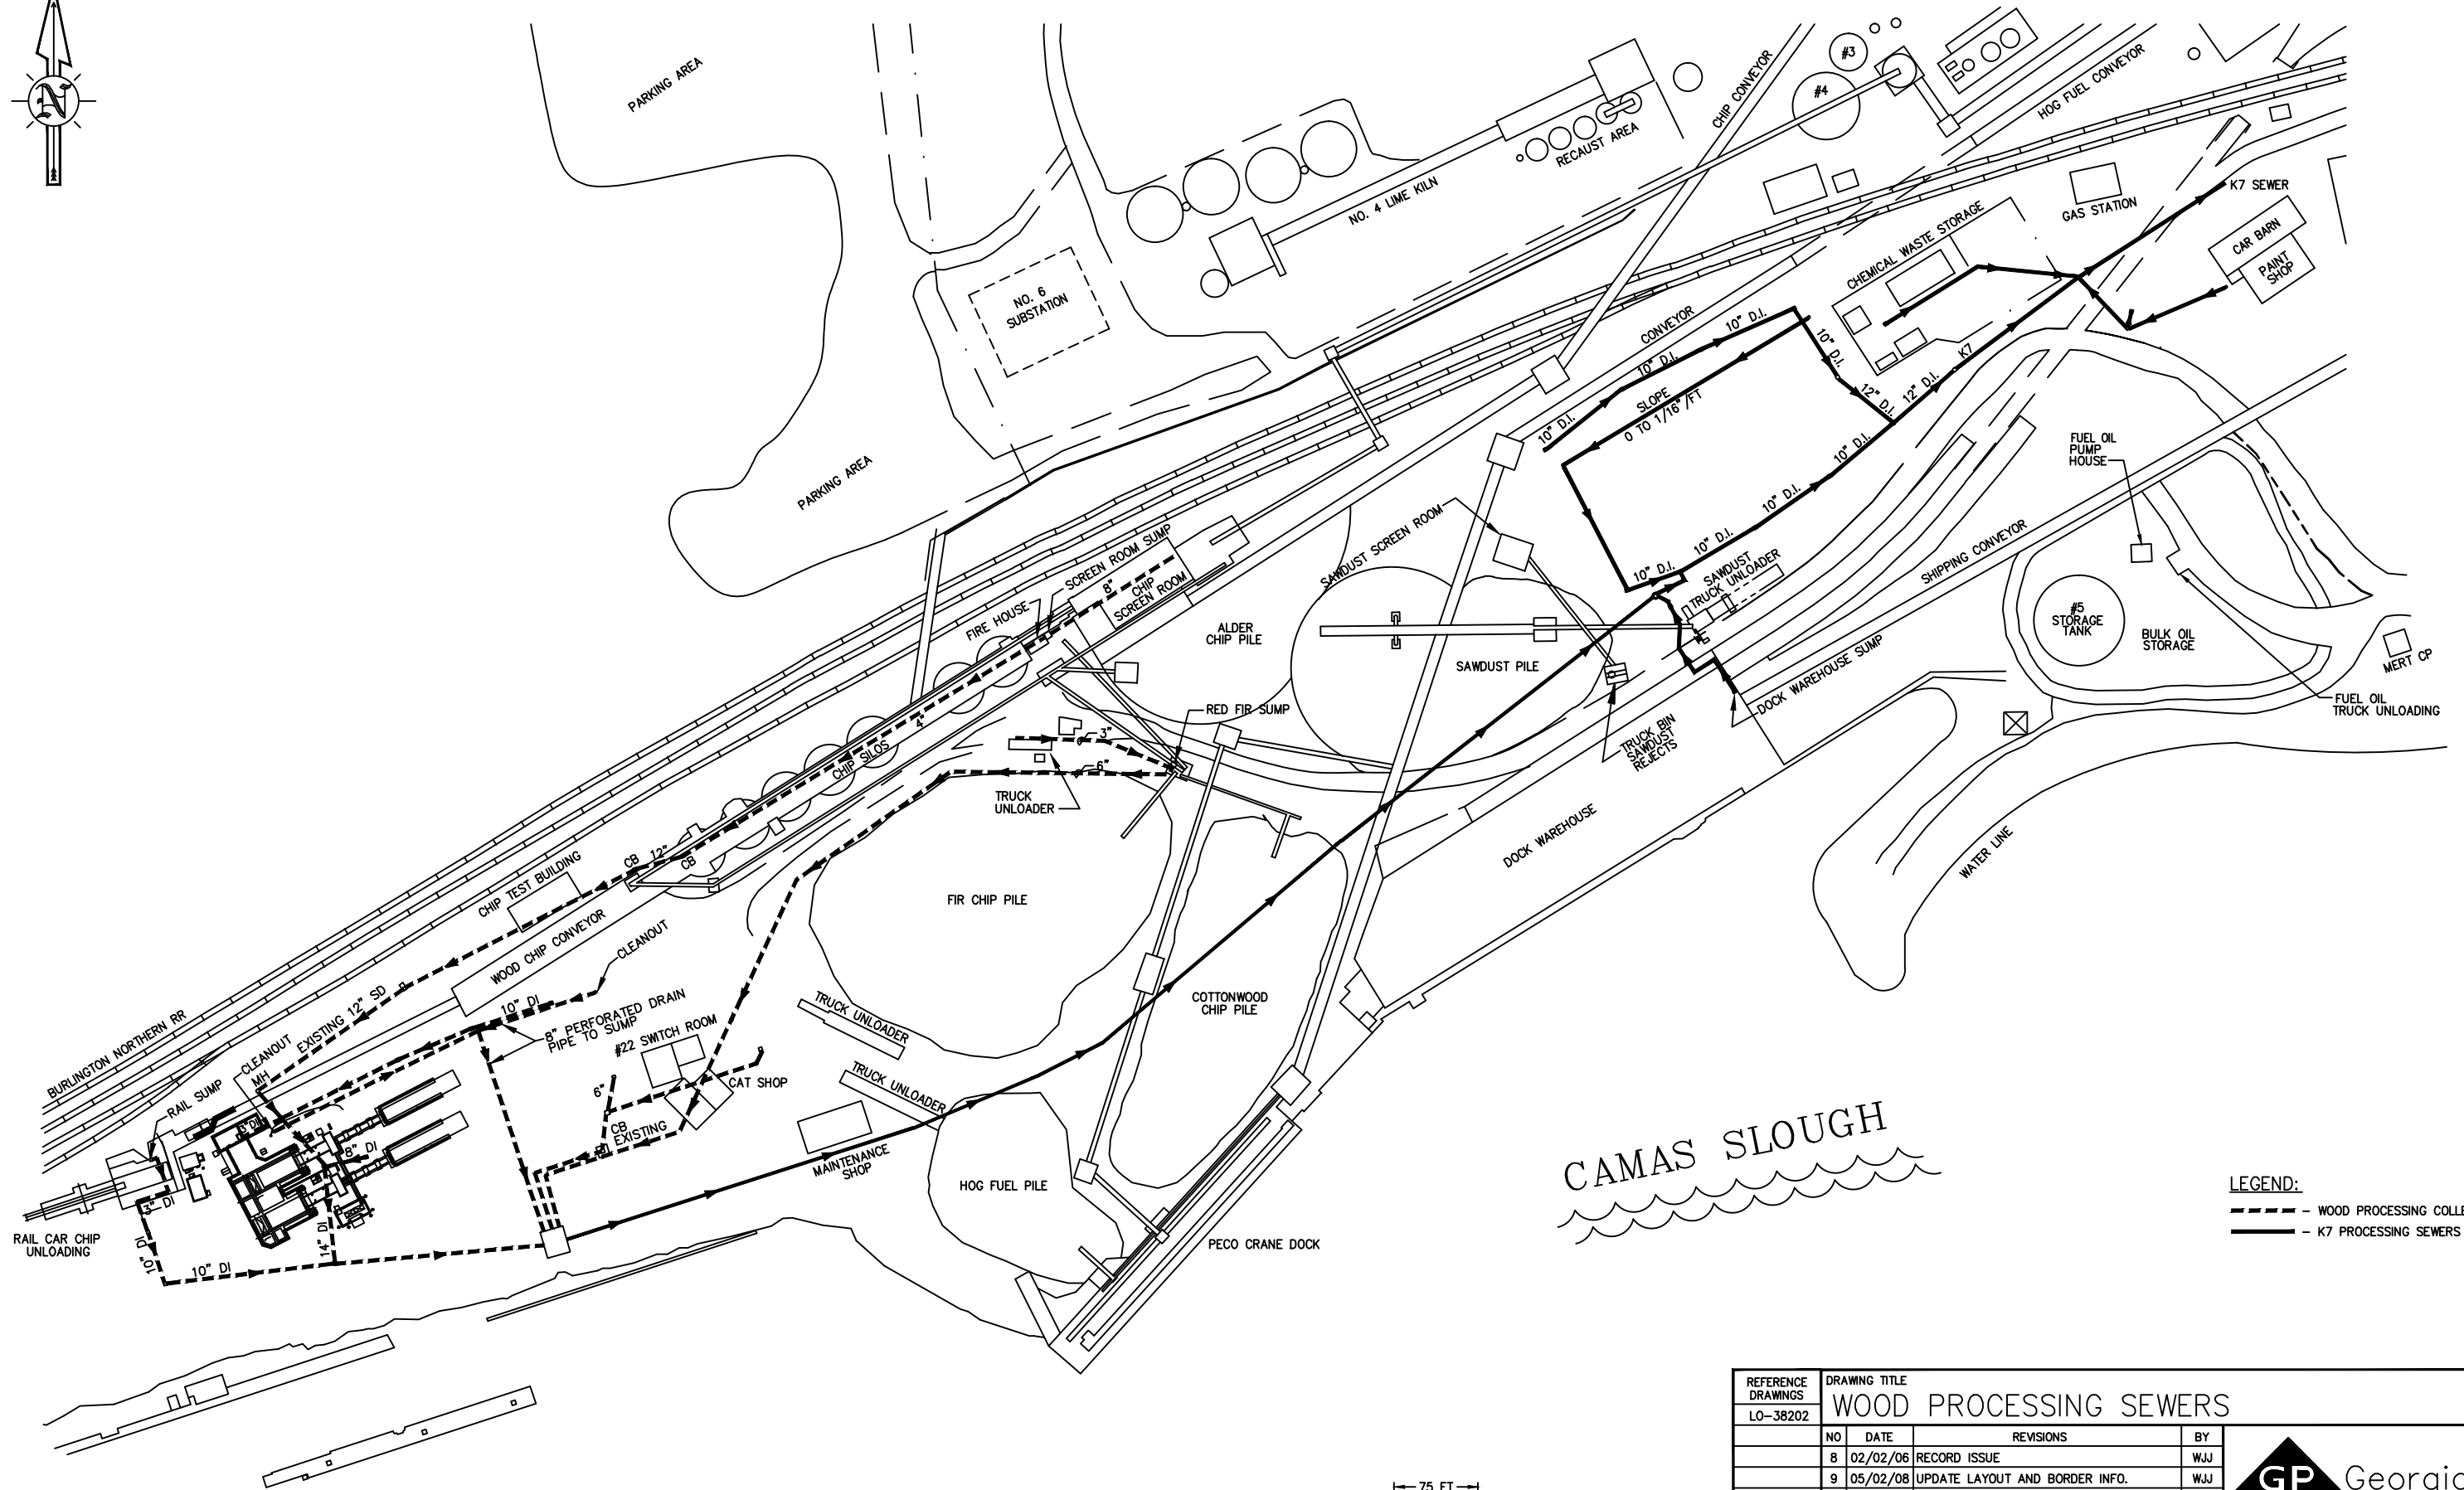 N
PARKING AREA
CHIP CONVEYOR
#3
#4
HOG FUEL CONVEYOR
RECAUST AREA
NO. 4 LIME KILN
K7 SEWER
GAS STATION
CAR BARN
PAINT
SHOP
CHEMICAL WASTE STORAGE
NO. 6
SUBSTATION
CONVEYOR
10" D.I.
10" D.I.
10" D.I.
10" D.I.
SLOPE
0 TO 1/16" /FT
K7
12" D.I.
12" D.I.
10" D.I.
10" D.I.
10" D.I.
10" D.I.
PARKING AREA
FUEL OIL
PUMP
HOUSE
SAWDUST SCREEN ROOM
SCREEN ROOM SUMP
8"
CHIP
SCREEN ROOM
FIRE HOUSE
SAWDUST
TRUCK UNLOADER
SHIPPING CONVEYOR
ALDER
CHIP PILE
SAWDUST PILE
#5
STORAGE
TANK
BULK OIL
STORAGE
MERT CP
DOCK WAREHOUSE SUMP
FUEL OIL
TRUCK UNLOADING
RED FIR SUMP
4"
CHIP SILOS
3"
6"
TRUCK
UNLOADER
TRUCK BIN
SAWDUST
REJECTS
DOCK WAREHOUSE
WATER LINE
CB
12"
CB
CHIP TEST BUILDING
FIR CHIP PILE
WOOD CHIP CONVEYOR
CLEANOUT
COTTONWOOD
CHIP PILE
TRUCK UNLOADER
EXISTING 12" SD
10" DI
8" PERFORATED DRAIN
PIPE TO SUMP
#22 SWITCH ROOM
BURLINGTON NORTHERN RR
CLEANOUT
MH
RAIL SUMP
CAT SHOP
TRUCK UNLOADER
6"
CB
EXISTING
3"DI
8" DI
MAINTENANCE
SHOP
HOG FUEL PILE
CAMAS SLOUGH
3" DI
RAIL CAR CHIP
UNLOADING
10" DI
10" DI
14" DI
PECO CRANE DOCK
LEGEND:
- WOOD PROCESSING COLLE
- K7 PROCESSING SEWERS
REFERENCE
DRAWINGS
LO-38202
DRAWING TITLE
WOOD PROCESSING SEWERS
NO DATE REVISIONS BY
8 02/02/06 RECORD ISSUE WJJ
9 05/02/08 UPDATE LAYOUT AND BORDER INFO. WJJ
GP Georgia
75 FT